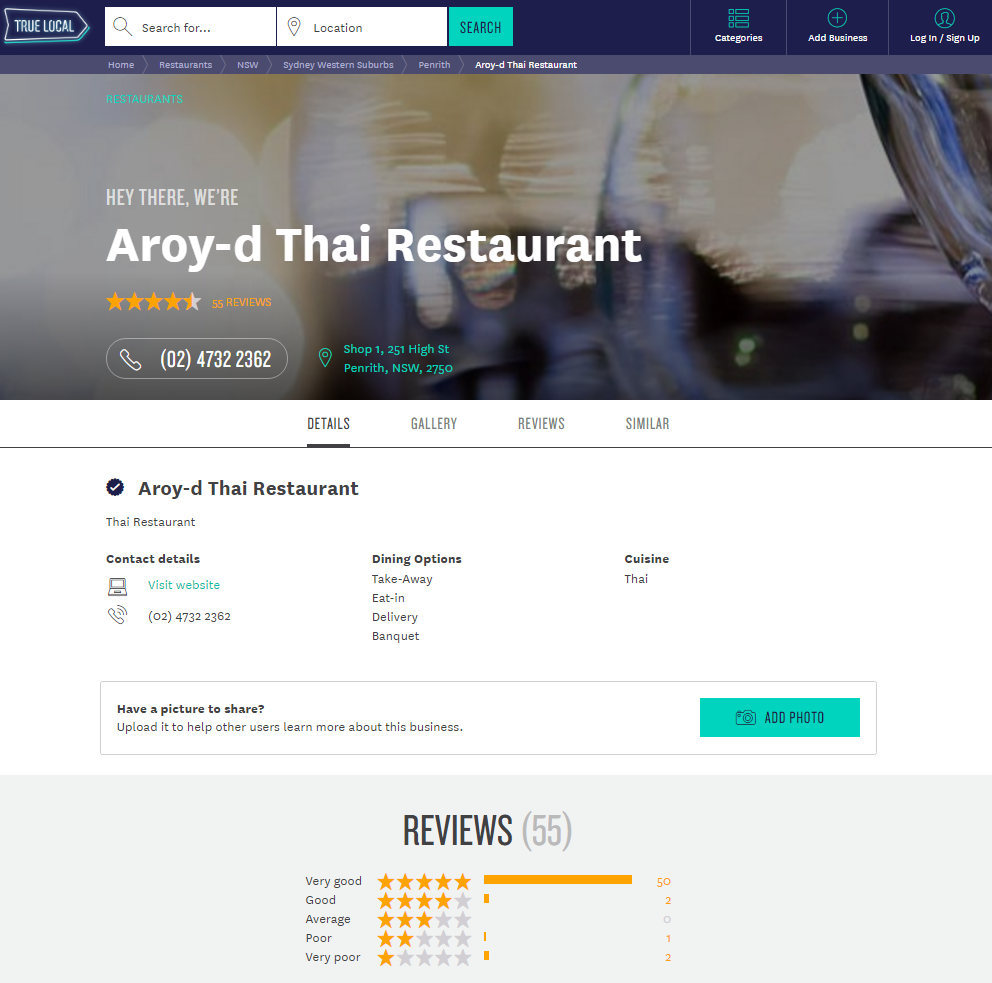 TRUE LOCAL
Search for...
Location
SEARCH
Categories
Add Business
Log In / Sign Up
Home
Restaurants
NSW
Sydney Western Suburbs
Penrith
Aroy-d Thai Restaurant
RESTAURANTS
HEY THERE, WE'RE
Aroy-d Thai Restaurant
55 REVIEWS
(02) 4732 2362
Shop 1, 251 High St
Penrith, NSW, 2750
DETAILS
GALLERY
REVIEWS
SIMILAR
Aroy-d Thai Restaurant
Thai Restaurant
Contact details
Visit website
(02) 4732 2362
Dining Options
Take-Away
Eat-in
Delivery
Banquet
Cuisine
Thai
Have a picture to share?
Upload it to help other users learn more about this business.
ADD PHOTO
REVIEWS (55)
Very good 50
Good 2
Average 0
Poor 1
Very poor 2